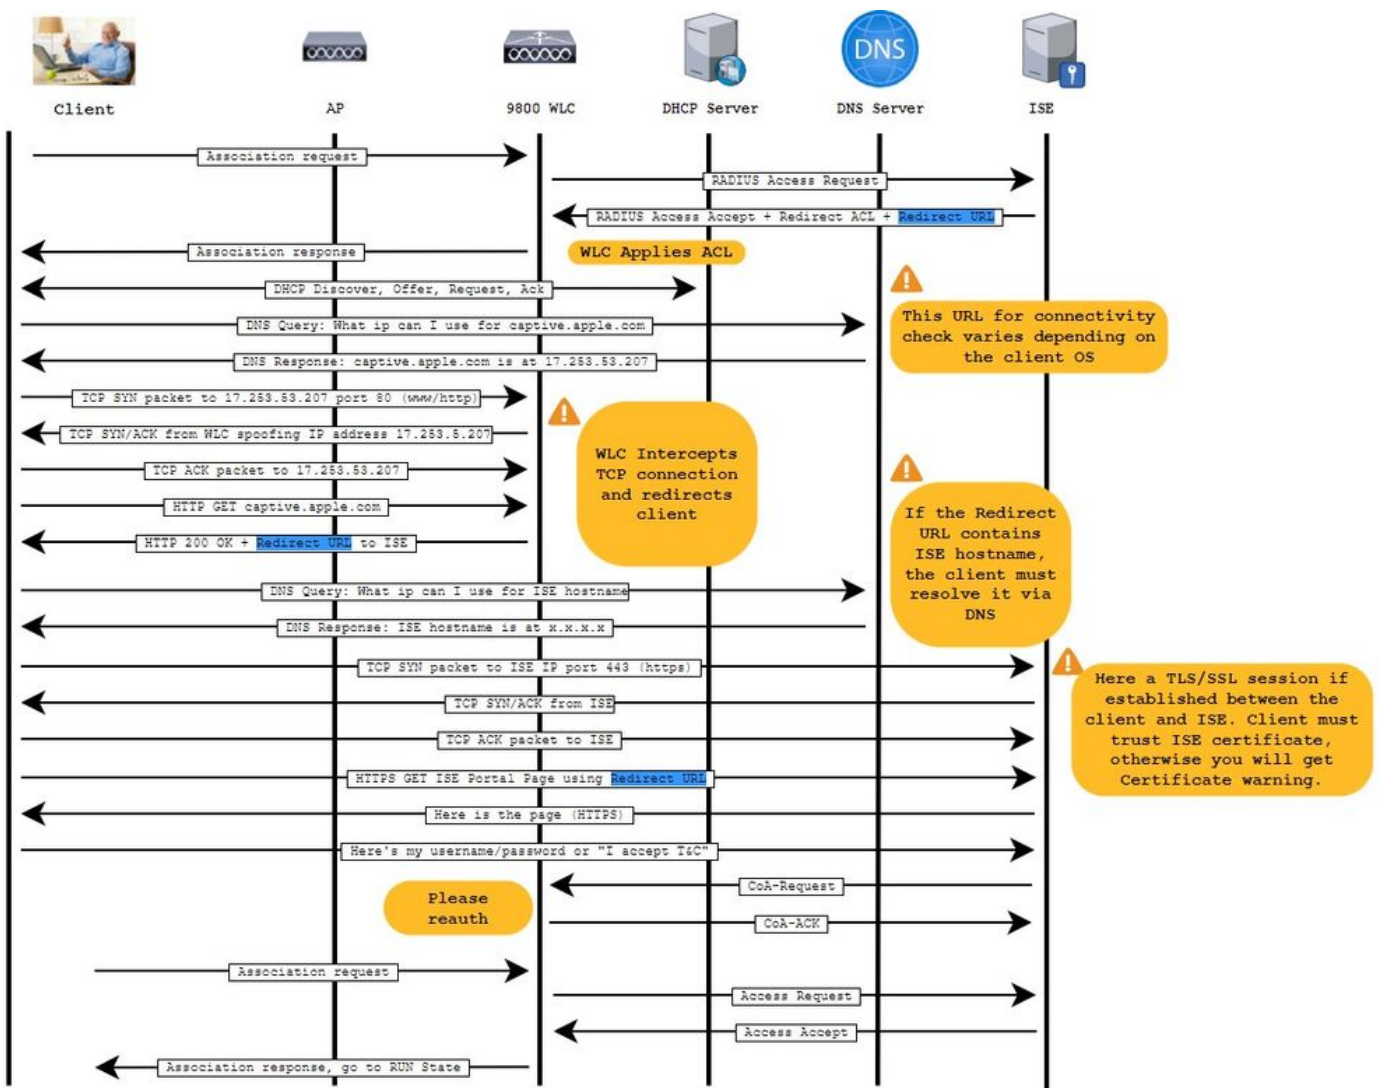 DNS
Client
AP
9800 WLC
DHCP Server
DNS Server
ISE
Association request
RADIUS Access Request
RADIUS Access Accept + Redirect ACL + Redirect URL
Association response
WLC Applies ACL
DHCP Discover, Offer, Request, Ack
This URL for connectivity
check varies depending on
the client OS
DNS Query: What ip can I use for captive.apple.com
DNS Response: captive.apple.com is at 17.253.53.207
TCP SYN packet to 17.253.53.207 port 80 (www/http)
TCP SYN/ACK from WLC spoofing IP address 17.253.5.207
TCP ACK packet to 17.253.53.207
HTTP GET captive.apple.com
HTTP 200 OK + Redirect URL to ISE
WLC Intercepts
TCP connection
and redirects
client
If the Redirect
URL contains
ISE hostname,
the client must
resolve it via
DNS
DNS Query: What ip can I use for ISE hostname
DNS Response: ISE hostname is at x.x.x.x
TCP SYN packet to ISE IP port 443 (https)
TCP SYN/ACK from ISE
TCP ACK packet to ISE
Here a TLS/SSL session if
established between the
client and ISE. Client must
trust ISE certificate,
otherwise you will get
Certificate warning.
HTTPS GET ISE Portal Page using Redirect URL
Here is the page (HTTPS)
Here's my username/password or "I accept T&C"
CoA-Request
Please
reauth
CoA-ACK
Association request
Access Request
Access Accept
Association response, go to RUN State